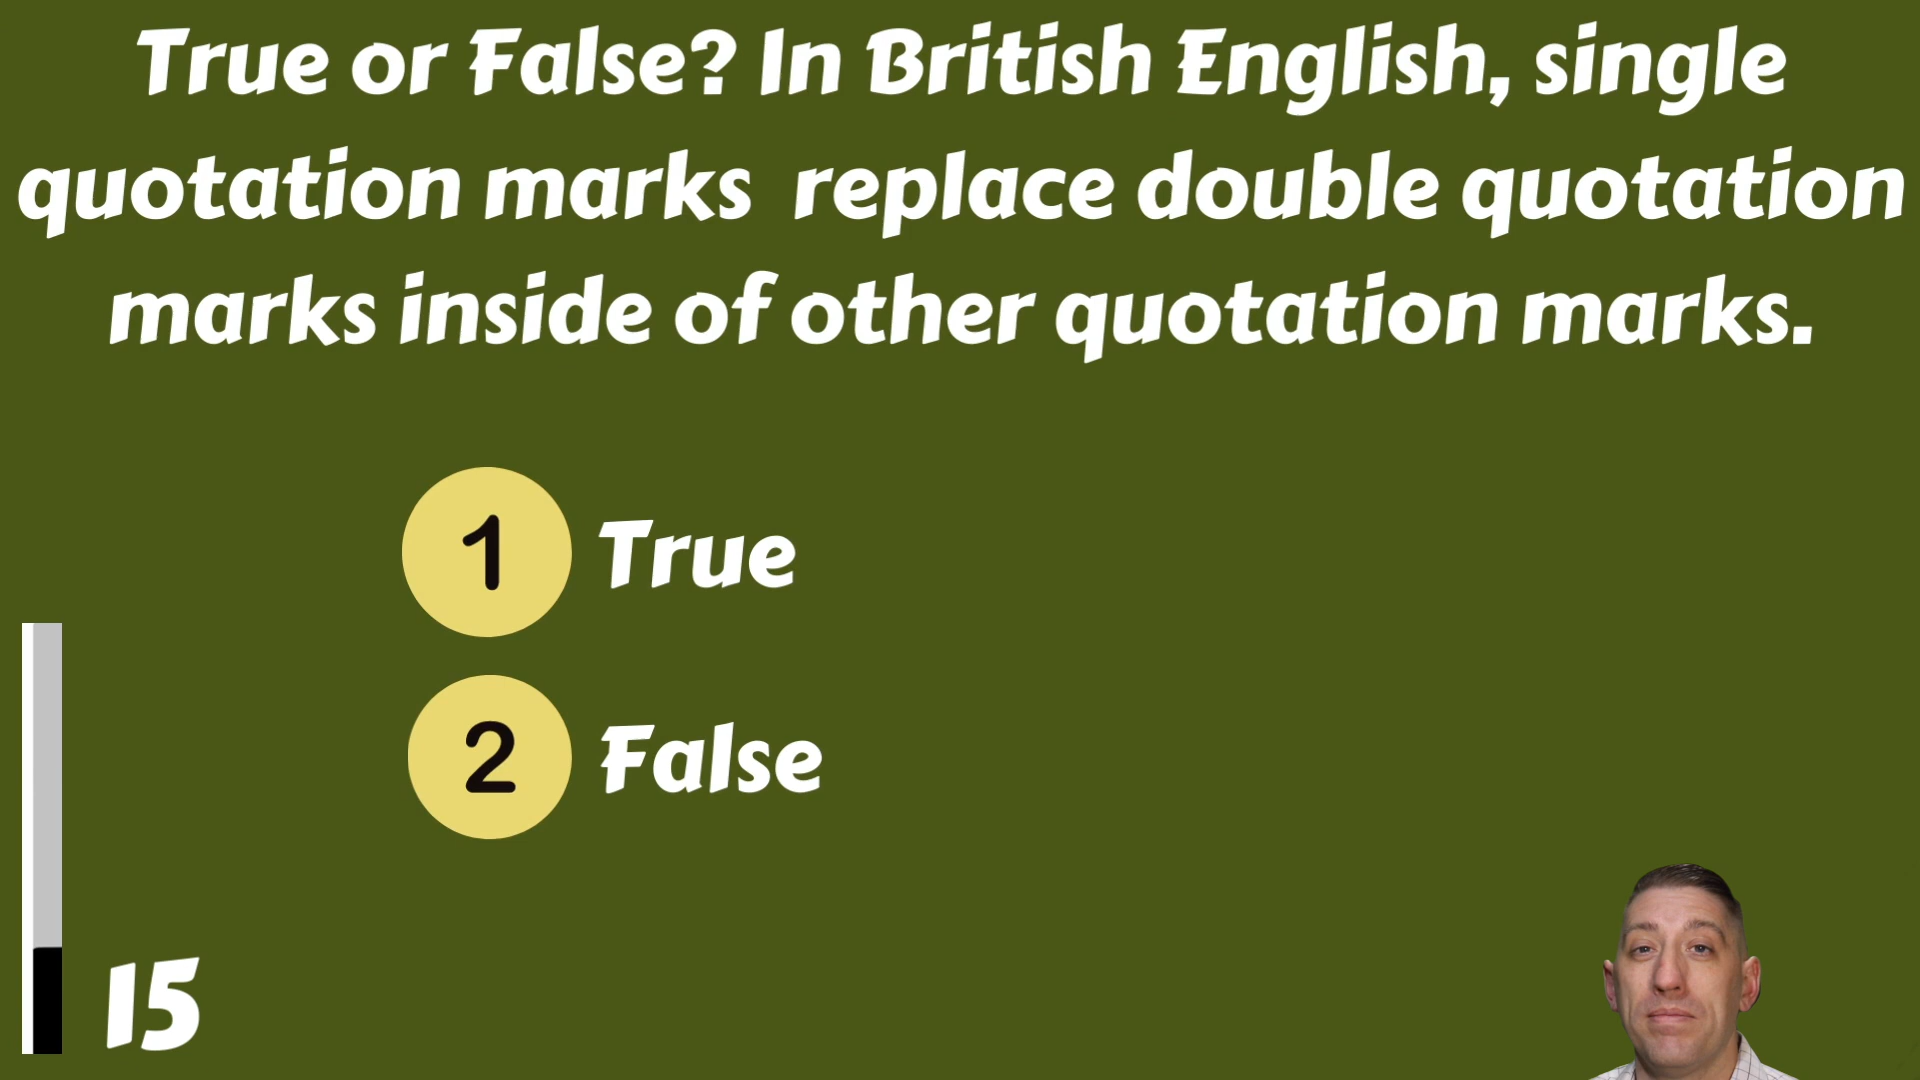 True or False? In British English, single
quotation marks  replace double quotation
marks inside of other quotation marks.
1 True
2 False
15